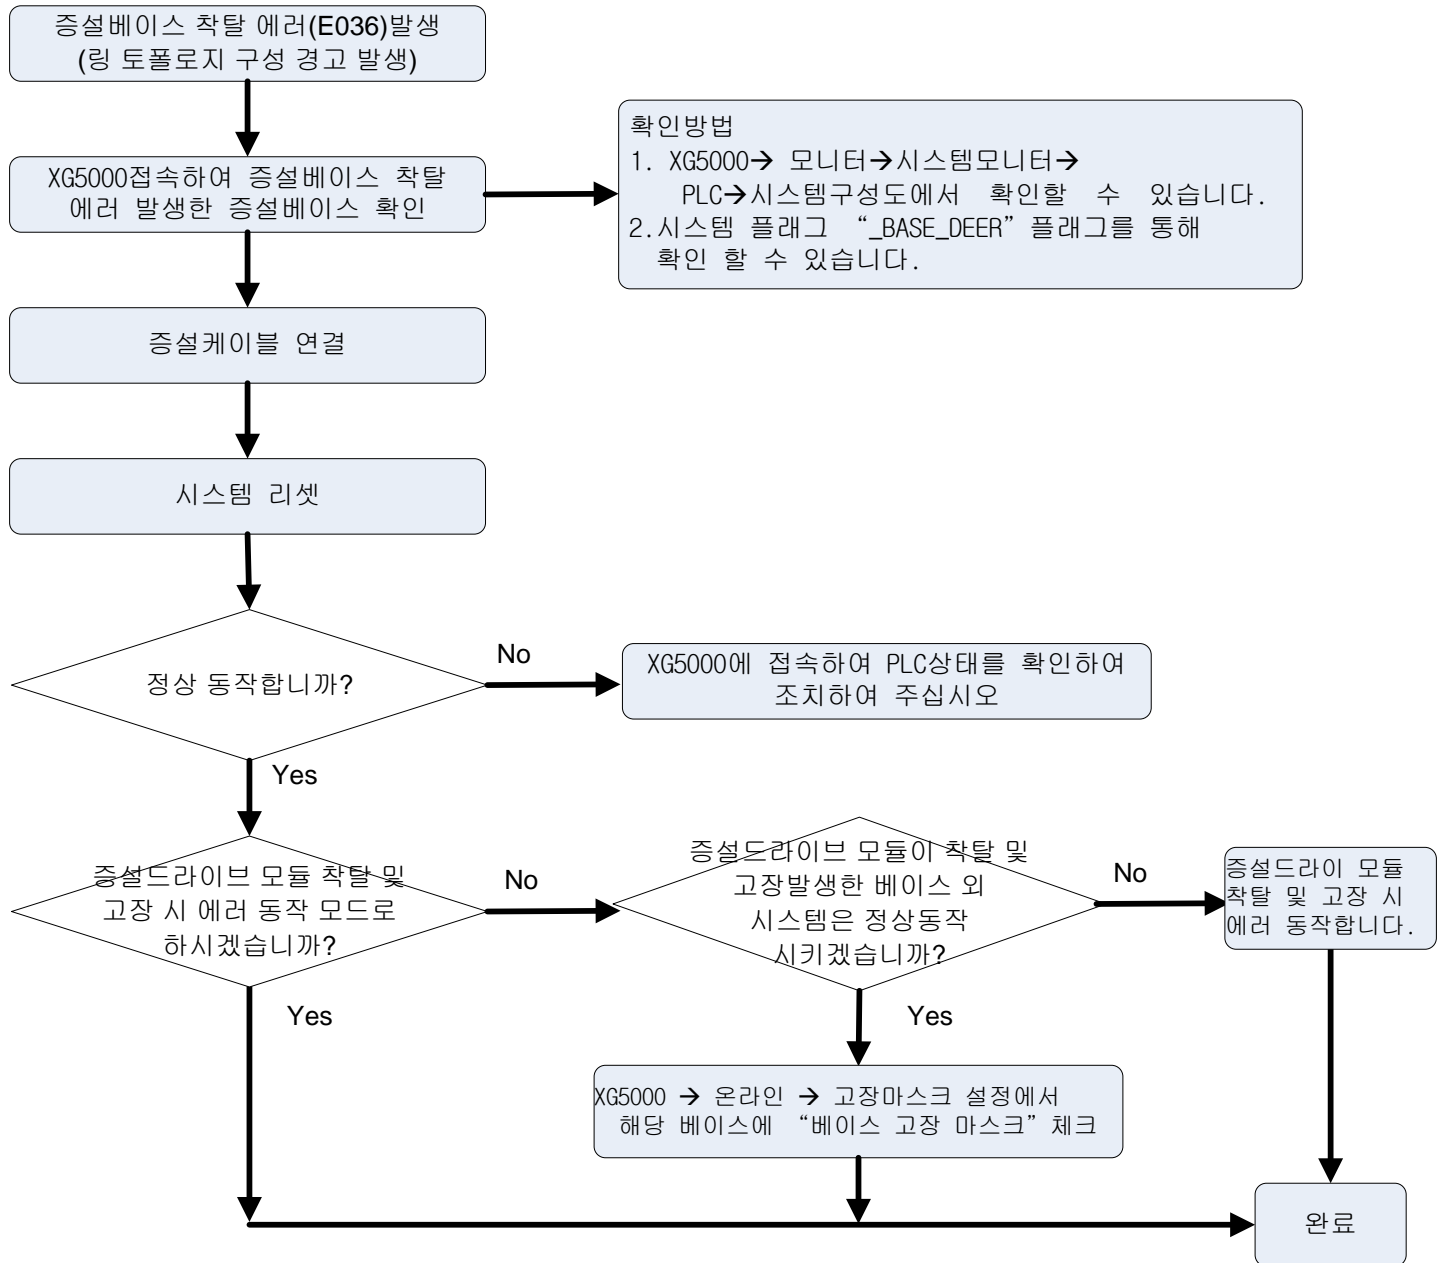 증설베이스 착탈 에러(E036)발생
(링 토폴로지 구성 경고 발생)
XG5000접속하여 증설베이스 착탈
에러 발생한 증설베이스 확인
확인방법
1. XG5000→ 모니터→시스템모니터→
PLC→시스템구성도에서 확인할 수 있습니다.
2.시스템 플래그 “_BASE_DEER”플래그를 통해
확인 할 수 있습니다.
증설케이블 연결
시스템 리셋
정상 동작합니까?
No
XG5000에 접속하여 PLC상태를 확인하여
조치하여 주십시오
Yes
증설드라이브 모듈 착탈 및
고장 시 에러 동작 모드로
하시겠습니까?
No
증설드라이브 모듈이 착탈 및
고장발생한 베이스 외
시스템은 정상동작
시키겠습니까?
No
증설드라이 모듈
착탈 및 고장 시
에러 동작합니다.
Yes
Yes
XG5000 → 온라인 → 고장마스크 설정에서
해당 베이스에 “베이스 고장 마스크”체크
완료